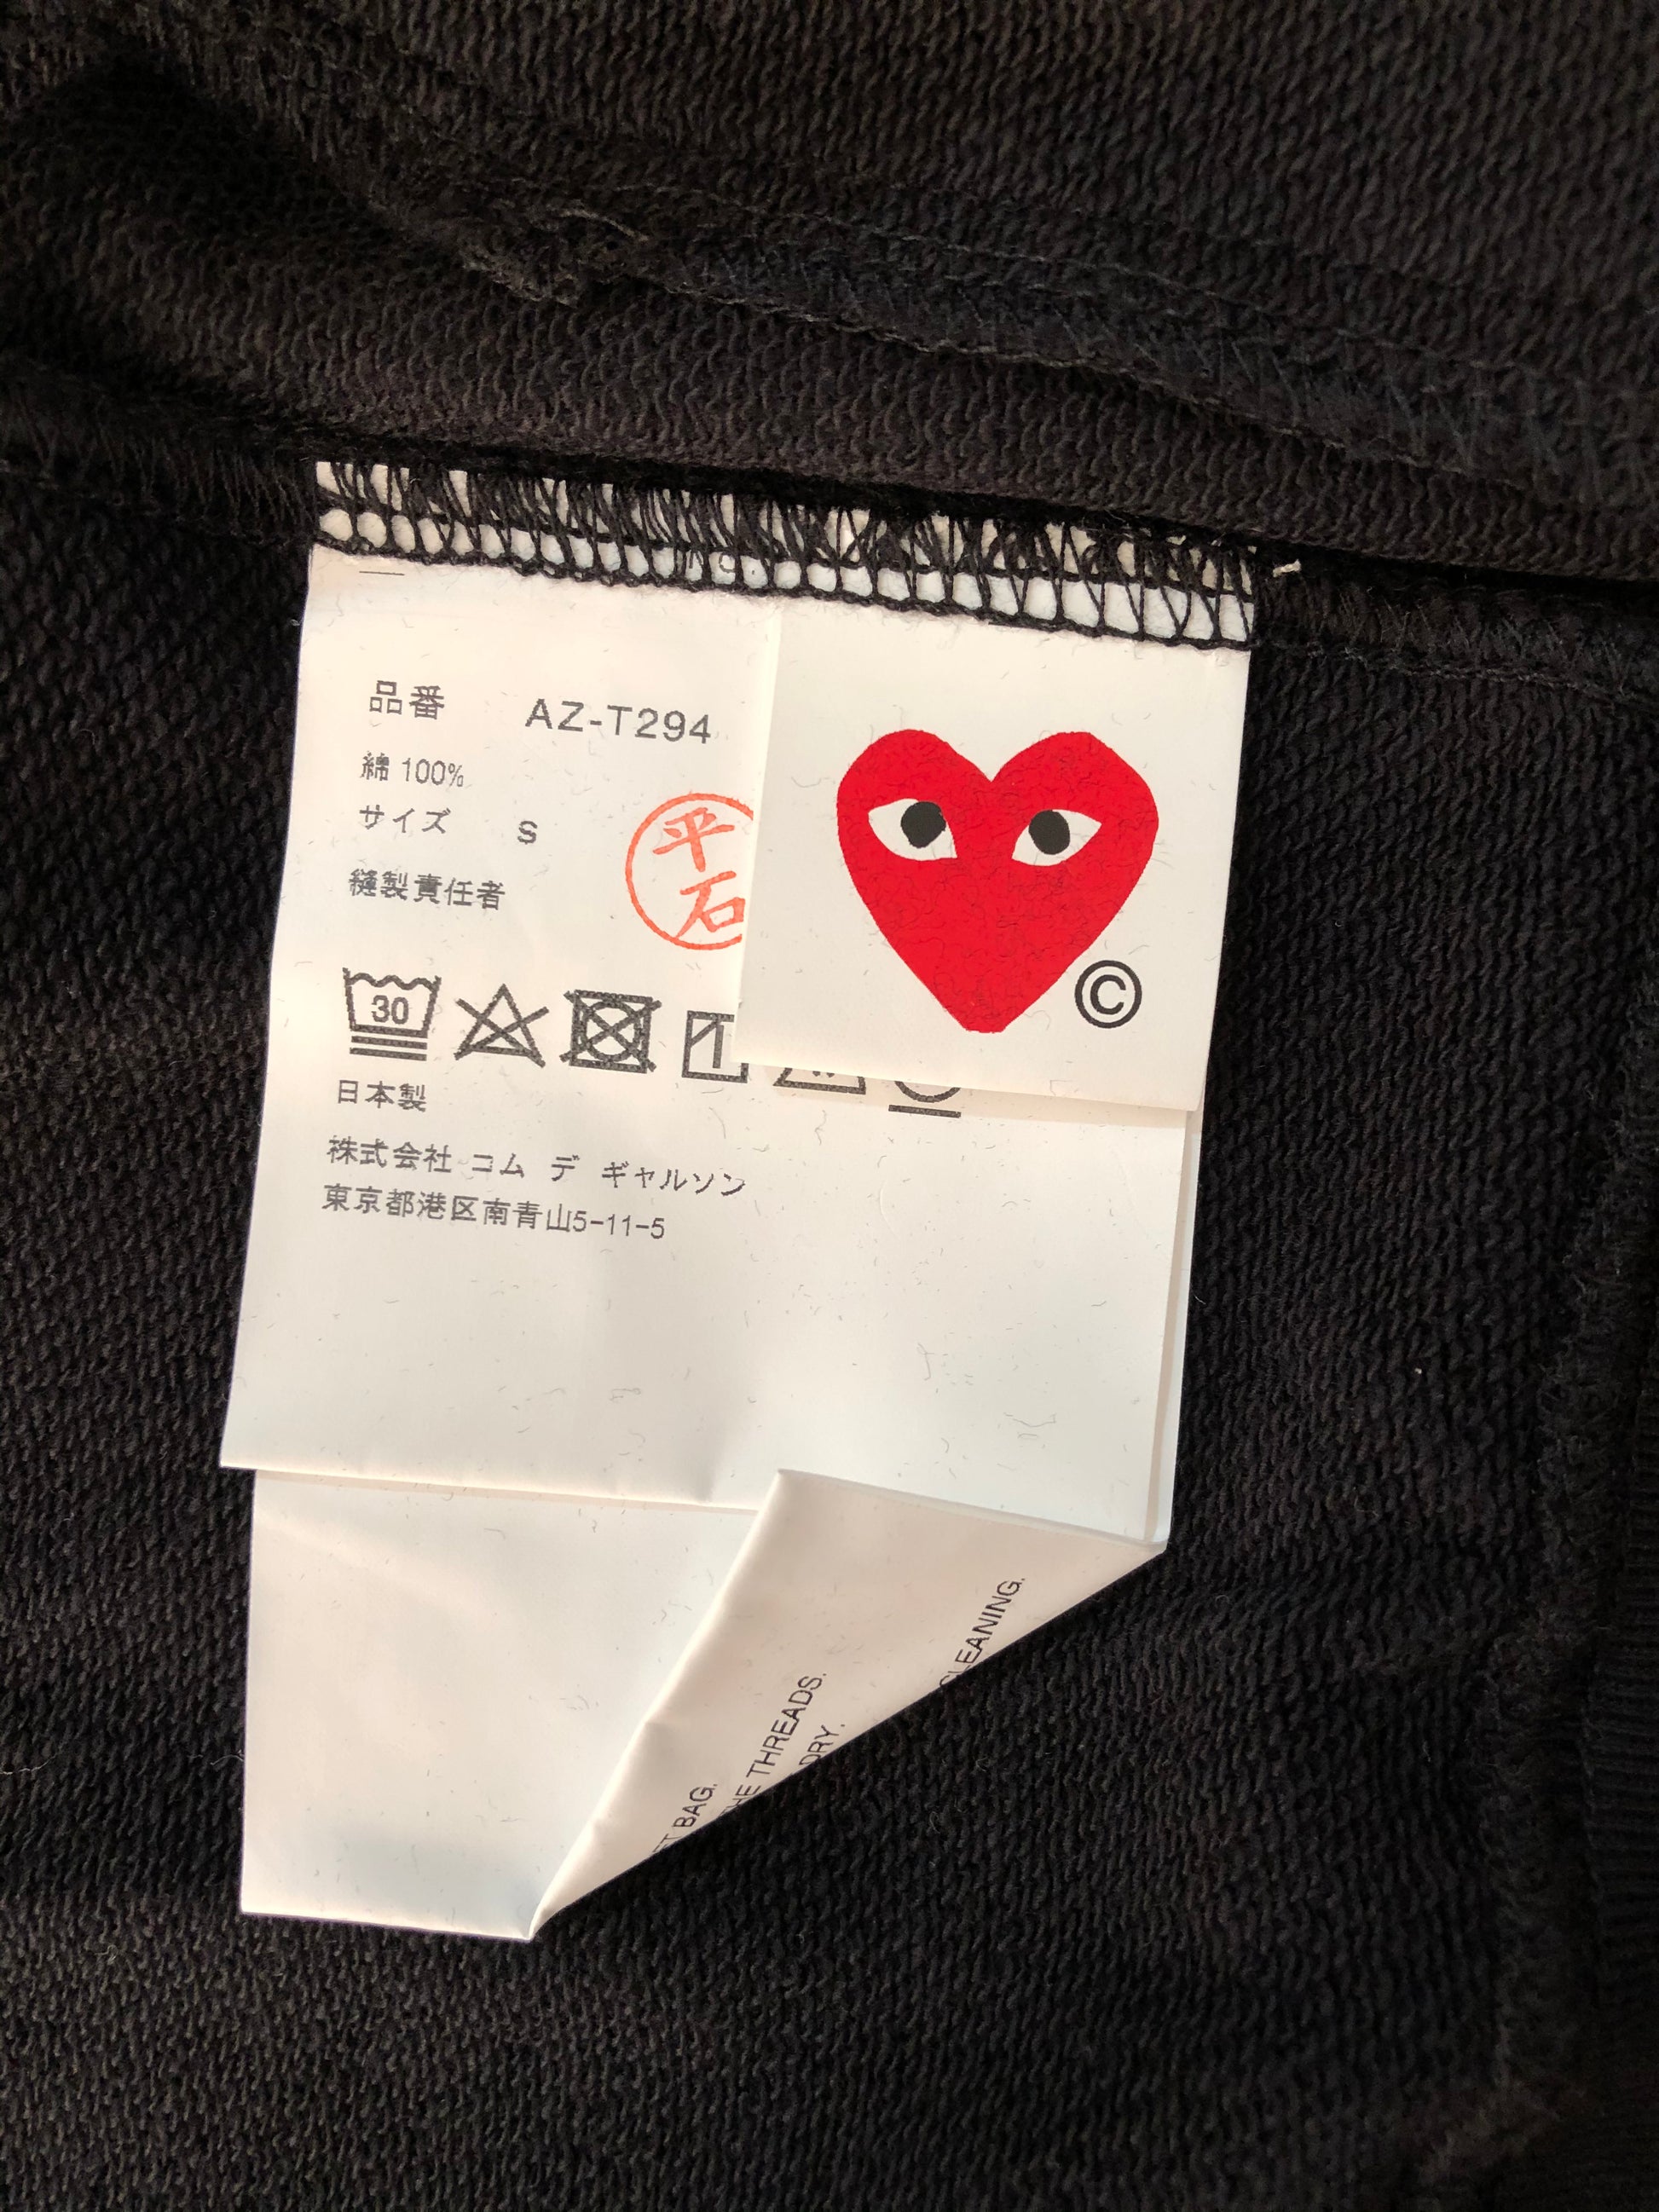 品番 AZ-T294
綿 100%
サイズ S
縫製責任者
平石
30
日本製
株式会社 コム デ ギャルソン
東京都港区南青山5-11-5
©
BAG.
THREADS.
DRY.
CLEANING.